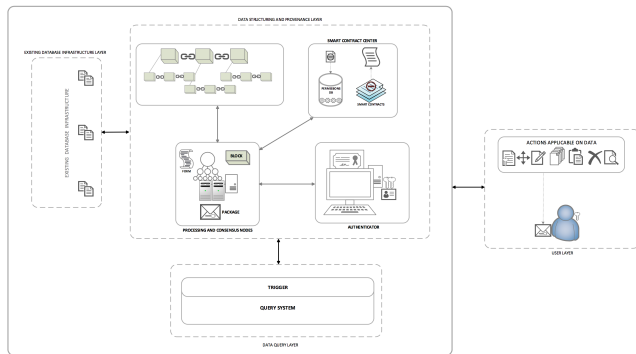 DATA STRUCTURING AND PROVENANCE LAYER
EXISTING DATABASE INFRASTRUCTURE LAYER
EXISTING DATABASE INFRASTRUCTURE
SMART CONTRACT CENTER
PERMISSIONS
DB
SMART CONTRACTS
FORM
BLOCK
PACKAGE
PROCESSING AND CONSENSUS NODES
AUTHENTICATOR
ACTIONS APPLICABLE ON DATA
USER LAYER
TRIGGER
QUERY SYSTEM
DATA QUERY LAYER